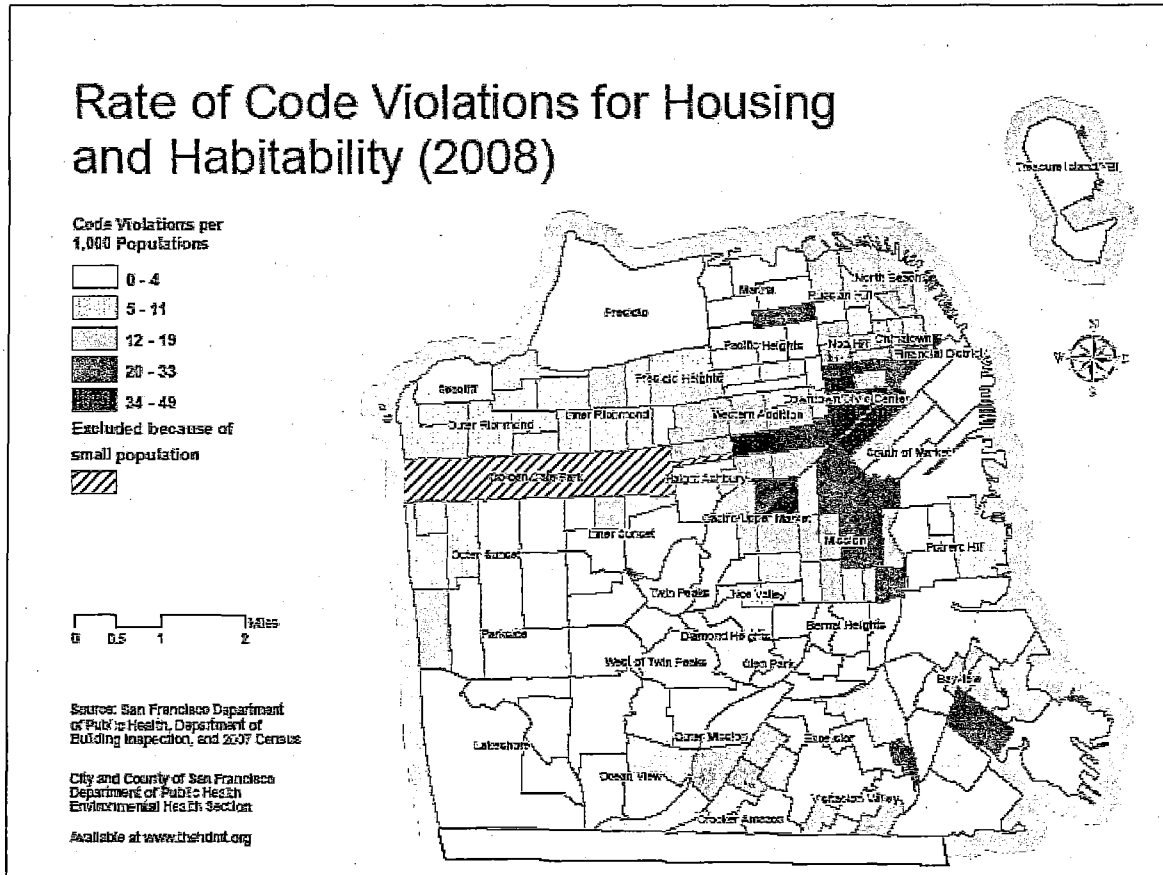 Rate of Code Violations for Housing
and Habitability (2008)
Code Violations per
1,000 Populations
0 - 4
5 - 11
12 - 19
20 - 33
34 - 49
Excluded because of
small population
Miles
0 0.5 1 2
Source: San Francisco Department
of Public Health, Department of
Building Inspection, and 2007 Census
City and County of San Francisco
Department of Public Health
Environmental Health Section
Available at www.thehdmt.org
Treasure Island/YBI
N
W E
S
North Beach
Marina
Russian Hill
Presidio
Pacific Heights
Nob Hill
Chinatown
Financial District
Presidio Heights
Seacliff
Downtown/Civic Center
Inner Richmond
Western Addition
Outer Richmond
South of Market
Golden Gate Park
Haight Ashbury
Castro/Upper Market
Inner Sunset
Mission
Potrero Hill
Outer Sunset
Twin Peaks
Noe Valley
Parkside
Diamond Heights
Bernal Heights
West of Twin Peaks
Glen Park
Bayview
Lakeshore
Outer Mission
Excelsior
Ocean View
Visitacion Valley
Crocker Amazon